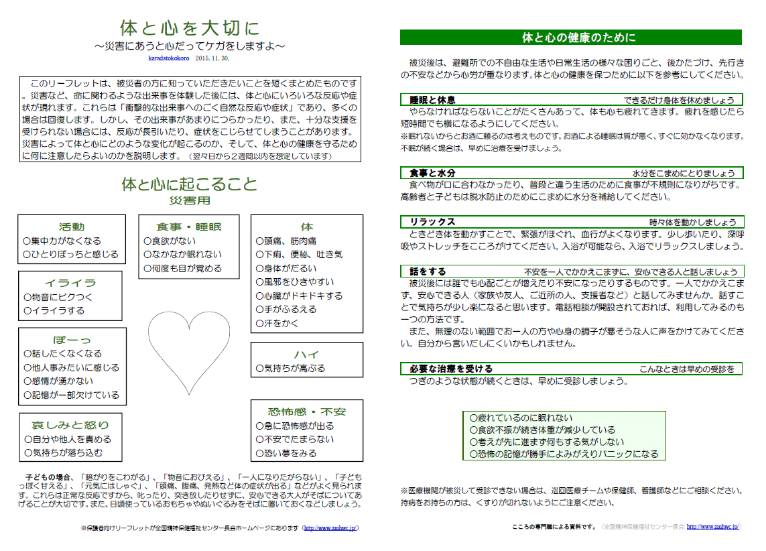 体と心を大切に
～災害にあうと心だってケガをしますよ～
karadatokokoro　2015. 11. 30.
このリーフレットは、被災者の方に知っていただきたいことを短くまとめたものです
。災害など、命に関わるような出来事を体験した後には、体と心にいろいろな反応や症
状が現れます。これらは「衝撃的な出来事へのごく自然な反応や症状」であり、多くの
場合は回復します。しかし、その出来事があまりにつらかったり、また、十分な支援を
受けられない場合には、反応が長引いたり、症状をこじらせてしまうことがあります。
災害によって体と心にどのような変化が起こるのか、そして、体と心の健康を守るため
に何に注意したらよいのかを説明します。（翌々日から２週間以内を想定しています）
体と心に起こること
災害用
活動
○集中力がなくなる
○ひとりぼっちと感じる
食事・睡眠
○食欲がない
○なかなか眠れない
○何度も目が覚める
体
○頭痛、筋肉痛
○下痢、便秘、吐き気
○身体がだるい
○風邪をひきやすい
○心臓がドキドキする
○手がふるえる
○汗をかく
イライラ
○物音にビクつく
○イライラする
ぼーっ
○話したくなくなる
○他人事みたいに感じる
○感情が湧かない
○記憶が一部欠けている
ハイ
○気持ちが高ぶる
哀しみと怒り
○自分や他人を責める
○気持ちが落ち込む
恐怖感・不安
○急に恐怖感が出る
○不安でたまらない
○恐い夢をみる
子どもの場合、「暗がりをこわがる」、「物音におびえる」、「一人になりたがらない」、「子ども
っぽく甘える」、「元気にはしゃぐ」、「頭痛、腹痛、発熱など体の症状が出る」などがよく見られま
す。これらは正常な反応ですから、叱ったり、突き放したりせずに、安心できる大人がそばについてあ
げることが大切です。また、日頃使っているおもちゃやぬいぐるみをそばに置いておくとよいでしょう。
※保護者向けリーフレットが全国精神保健福祉センター長会ホームページにあります（http://www.zmhwc.jp/）
体と心の健康のために
被災後は、避難所での不自由な生活や日常生活の様々な困りごと、後かたづけ、先行き
の不安などから心労が重なります。体と心の健康を保つために以下を参考にしてください。
睡眠と休息　できるだけ身体を休めましょう
やらなければならないことがたくさんあって、体も心も疲れてきます。疲れを感じたら
短時間でも横になるようにしてください。
※眠れないからとお酒に頼るのは考えものです。お酒による睡眠は質が悪く、すぐに効かなくなります。
不眠が続く場合は、早めに治療を受けましょう。
食事と水分　水分をこまめにとりましょう
食べ物が口に合わなかったり、普段と違う生活のために食事が不規則になりがちです。
高齢者と子どもは脱水防止のためにこまめに水分を補給してください。
リラックス　時々体を動かしましょう
ときどき体を動かすことで、緊張がほぐれ、血行がよくなります。少し歩いたり、深呼
吸やストレッチをこころがけてください。入浴が可能なら、入浴でリラックスしましょう。
話をする　不安を一人でかかえこまずに、安心できる人と話しましょう
被災後には誰でも心配ごとが増えたり不安になったりするものです。一人でかかえこま
ず、安心できる人（家族や友人、ご近所の人、支援者など）と話してみませんか。話すこ
とで気持ちが少し楽になると思います。電話相談が開設されておれば、利用してみるのも
一つの方法です。
また、無理のない範囲でお一人の方や心身の調子が悪そうな人に声をかけてみてくださ
い。自分から言いだしにくいかもしれません。
必要な治療を受ける　こんなときは早めの受診を
つぎのような状態が続くときは、早めに受診しましょう。
○疲れているのに眠れない
○食欲不振が続き体重が減少している
○考えが先に進まず何もする気がしない
○恐怖の記憶が勝手によみがえりパニックになる
※医療機関が被災して受診できない場合は、巡回医療チームや保健師、看護師などにご相談ください。
持病をお持ちの方は、くすりが切れないようにご注意ください。
こころの専門職による資料です。（全国精神保健福祉センター長会 http://www.zmhwc.jp/